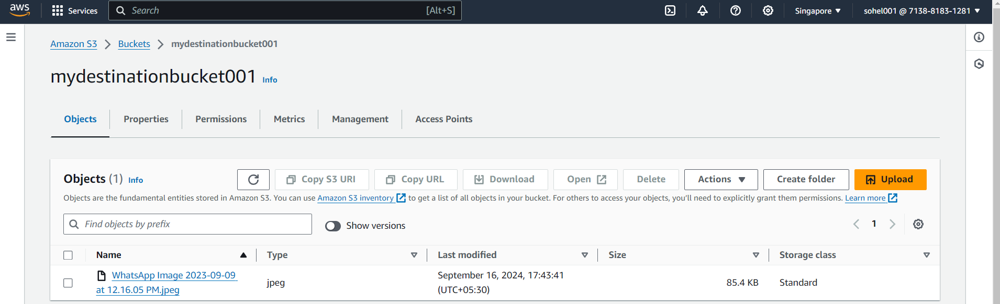 aws Services Search [Alt+S] Singapore sohel001 @ 7138-8183-1281
Amazon S3 Buckets mydestinationbucket001
mydestinationbucket001 Info
Objects Properties Permissions Metrics Management Access Points
Objects (1) Info Copy S3 URI Copy URL Download Open Delete Actions Create folder Upload
Objects are the fundamental entities stored in Amazon S3. You can use Amazon S3 inventory to get a list of all objects in your bucket. For others to access your objects, you'll need to explicitly grant them permissions. Learn more
Find objects by prefix Show versions 1
Name Type Last modified Size Storage class
WhatsApp Image 2023-09-09 September 16, 2024, 17:43:41
jpeg 85.4 KB Standard
at 12.16.05 PM.jpeg (UTC+05:30)